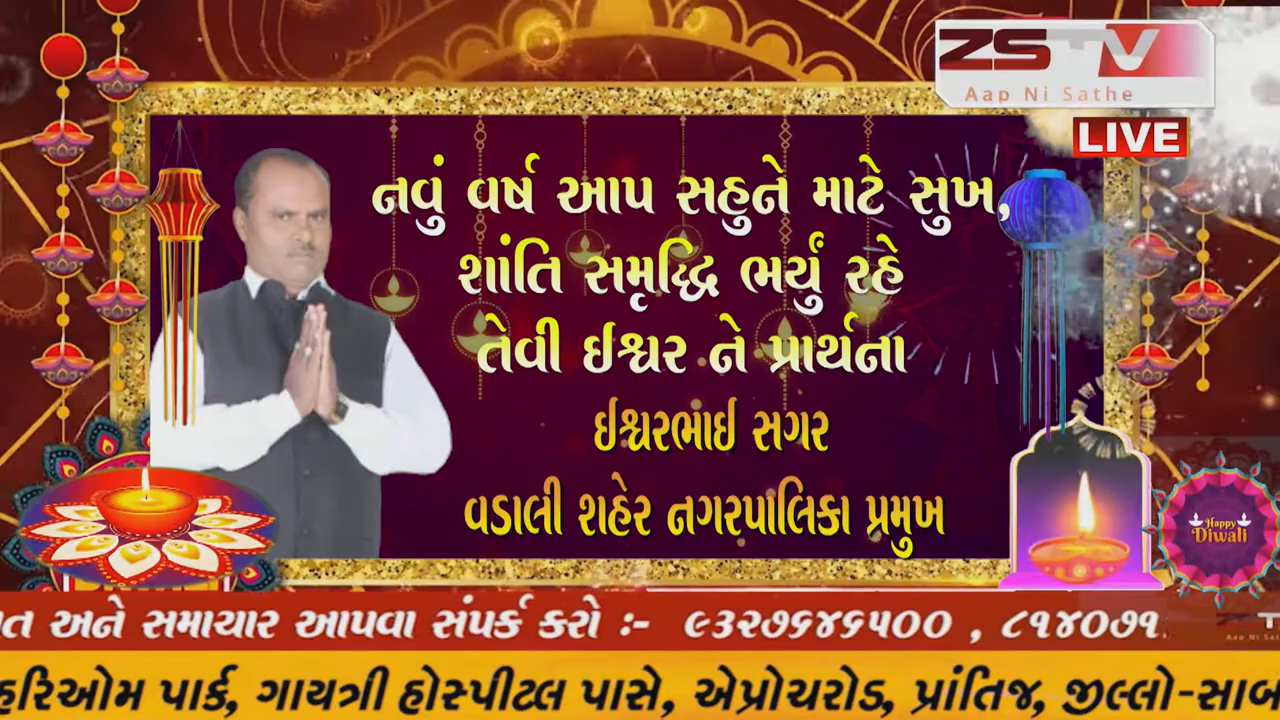 ZSTV
Aap Ni Sathe
LIVE
નવું વર્ષ આપ સહુને માટે સુખ,
શાંતિ સમૃદ્ધિ ભર્યું રહે
તેવી ઈશ્વર ને પ્રાર્થના
ઈશ્વરભાઈ સગર
વડાલી શહેર નગરપાલિકા પ્રમુખ
Happy
Diwali
અને સમાચાર આપવા સંપર્ક કરો :- ૯૩૨૭૬૪૬૫૦૦ , ૮૧૪૦૭૧
હરિઓમ પાર્ક, ગાયત્રી હોસ્પીટલ પાસે, એપ્રોચરોડ, પ્રાંતિજ, જીલ્લો-સાબ